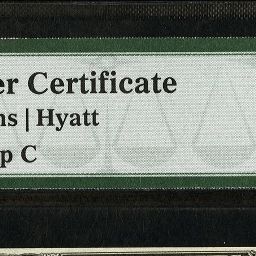 er Certificate
ns | Hyatt
p C